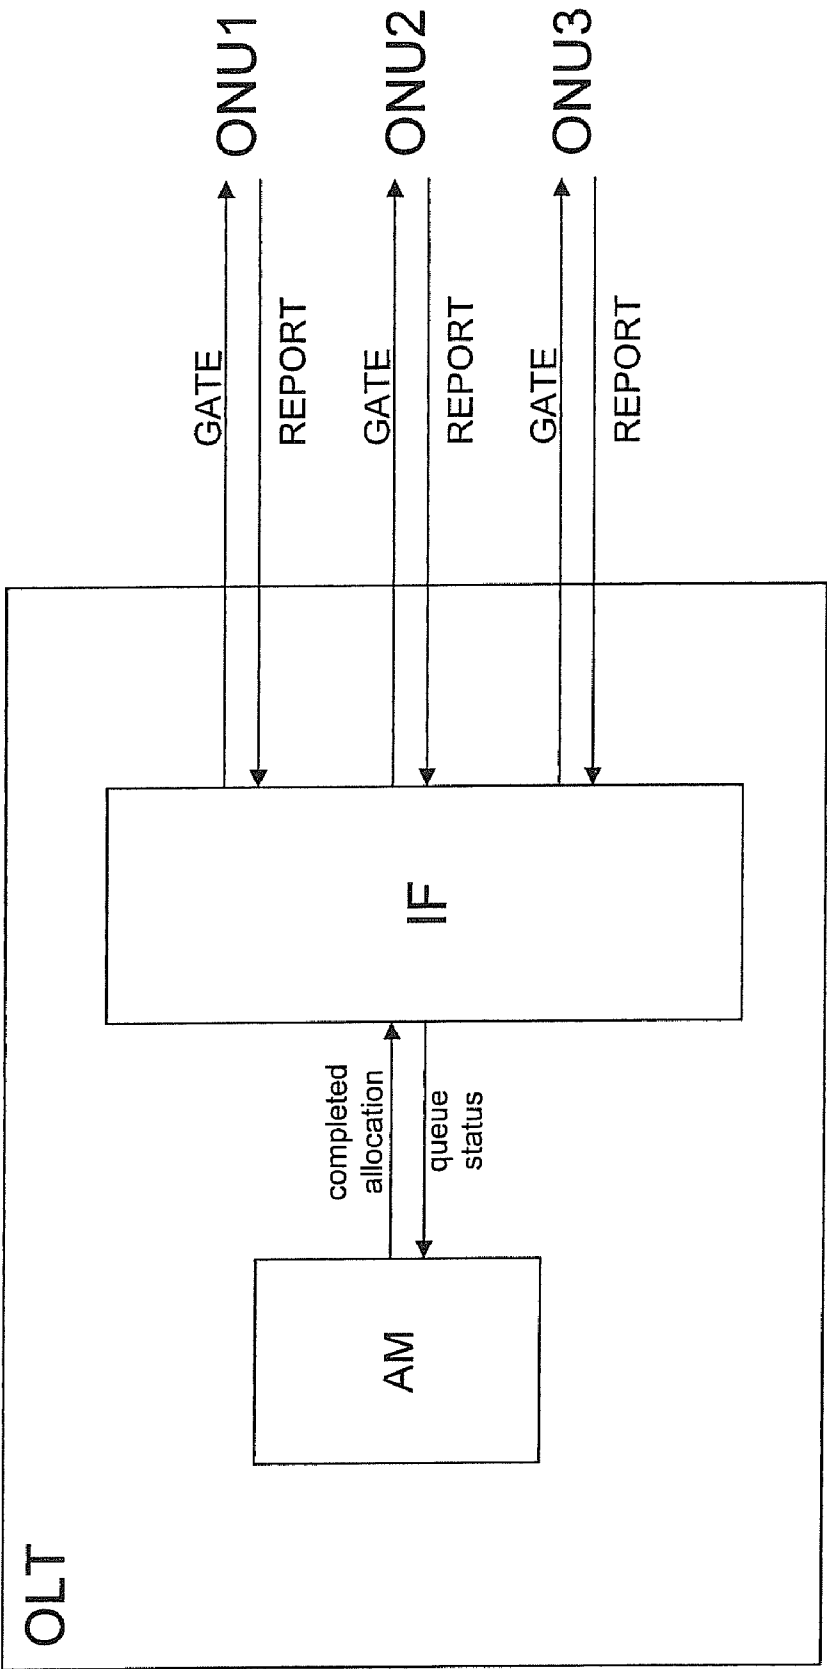 OLT
AM
completed
allocation
queue
status
IF
GATE
REPORT
ONU1
GATE
REPORT
ONU2
GATE
REPORT
ONU3